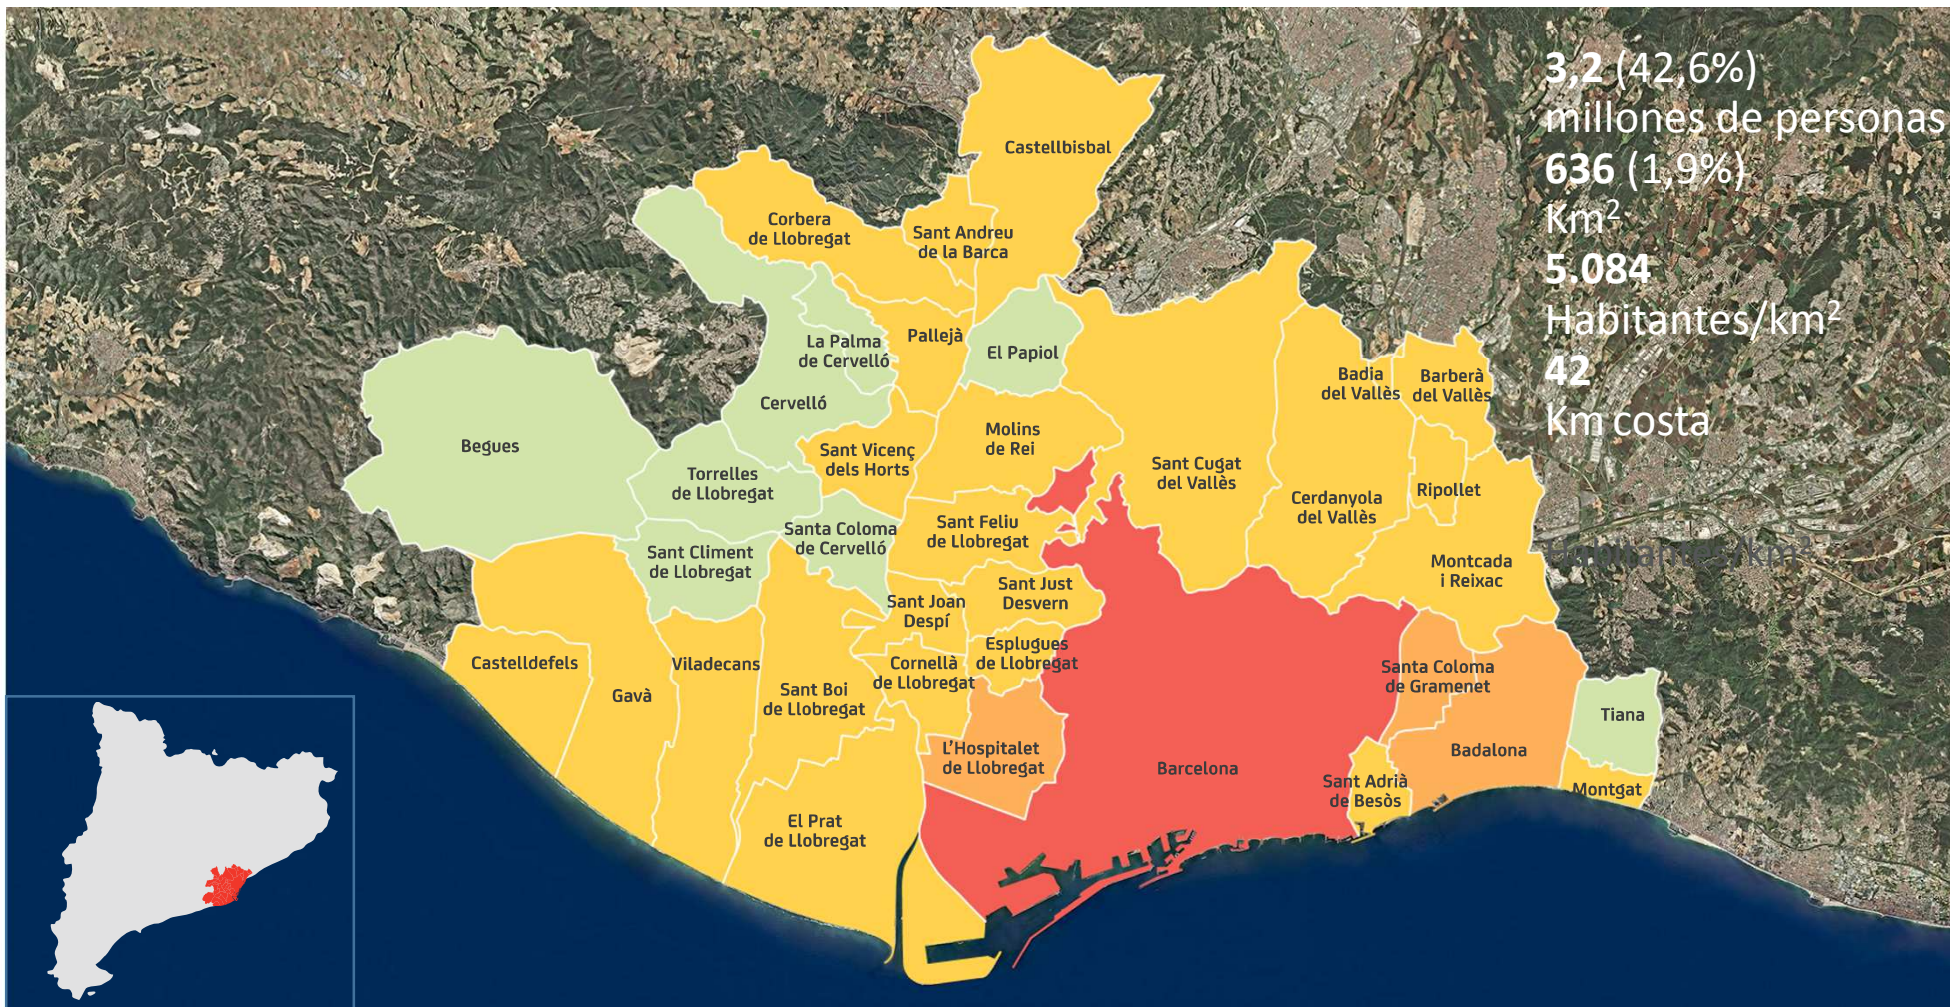 3,2 (42,6%)
millones de personas
636 (1,9%)
Km²
5.084
Habitantes/km²
42
Km costa
Habitantes/km²
Castellbisbal
Corbera
de Llobregat
Sant Andreu
de la Barca
La Palma
de Cervelló
Pallejà
El Papiol
Badia
del Vallès
Barberà
del Vallès
Cervelló
Begues
Torrelles
de Llobregat
Sant Vicenç
dels Horts
Molins
de Rei
Sant Cugat
del Vallès
Cerdanyola
del Vallès
Ripollet
Sant Climent
de Llobregat
Santa Coloma
de Cervelló
Sant Feliu
de Llobregat
Montcada
i Reixac
Sant Joan
Despí
Sant Just
Desvern
Castelldefels
Gavà
Viladecans
Sant Boi
de Llobregat
Cornellà
de Llobregat
Esplugues
de Llobregat
Santa Coloma
de Gramenet
Tiana
L'Hospitalet
de Llobregat
Barcelona
Badalona
Sant Adrià
de Besòs
Montgat
El Prat
de Llobregat